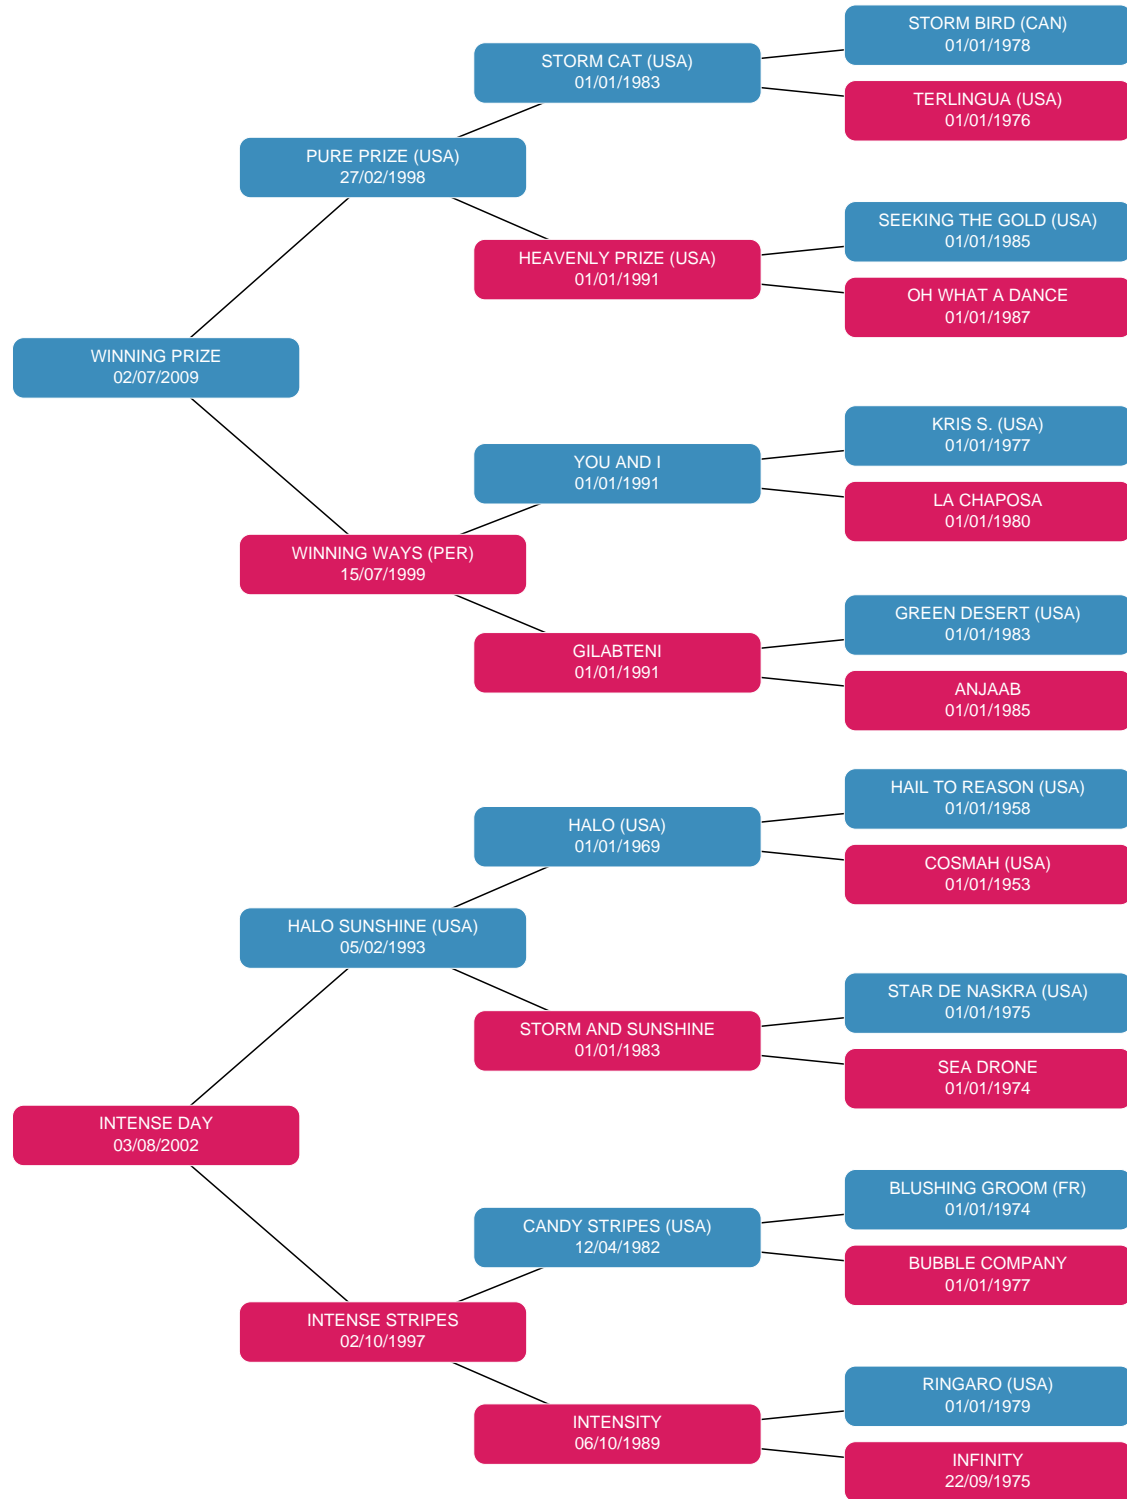 STORM BIRD (CAN)
01/01/1978
STORM CAT (USA)
01/01/1983
TERLINGUA (USA)
01/01/1976
PURE PRIZE (USA)
27/02/1998
SEEKING THE GOLD (USA)
01/01/1985
HEAVENLY PRIZE (USA)
01/01/1991
OH WHAT A DANCE
01/01/1987
WINNING PRIZE
02/07/2009
KRIS S. (USA)
01/01/1977
YOU AND I
01/01/1991
LA CHAPOSA
01/01/1980
WINNING WAYS (PER)
15/07/1999
GREEN DESERT (USA)
01/01/1983
GILABTENI
01/01/1991
ANJAAB
01/01/1985
HAIL TO REASON (USA)
01/01/1958
HALO (USA)
01/01/1969
COSMAH (USA)
01/01/1953
HALO SUNSHINE (USA)
05/02/1993
STAR DE NASKRA (USA)
01/01/1975
STORM AND SUNSHINE
01/01/1983
SEA DRONE
01/01/1974
INTENSE DAY
03/08/2002
BLUSHING GROOM (FR)
01/01/1974
CANDY STRIPES (USA)
12/04/1982
BUBBLE COMPANY
01/01/1977
INTENSE STRIPES
02/10/1997
RINGARO (USA)
01/01/1979
INTENSITY
06/10/1989
INFINITY
22/09/1975